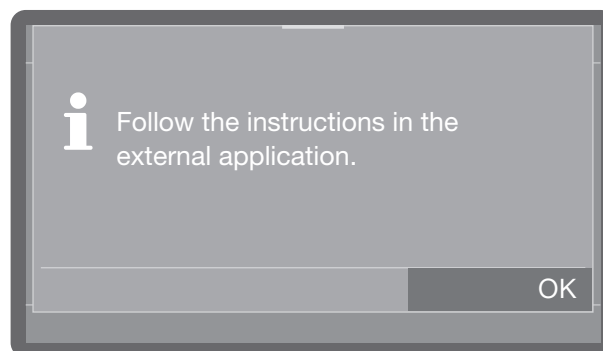 Follow the instructions in the
external application.
OK